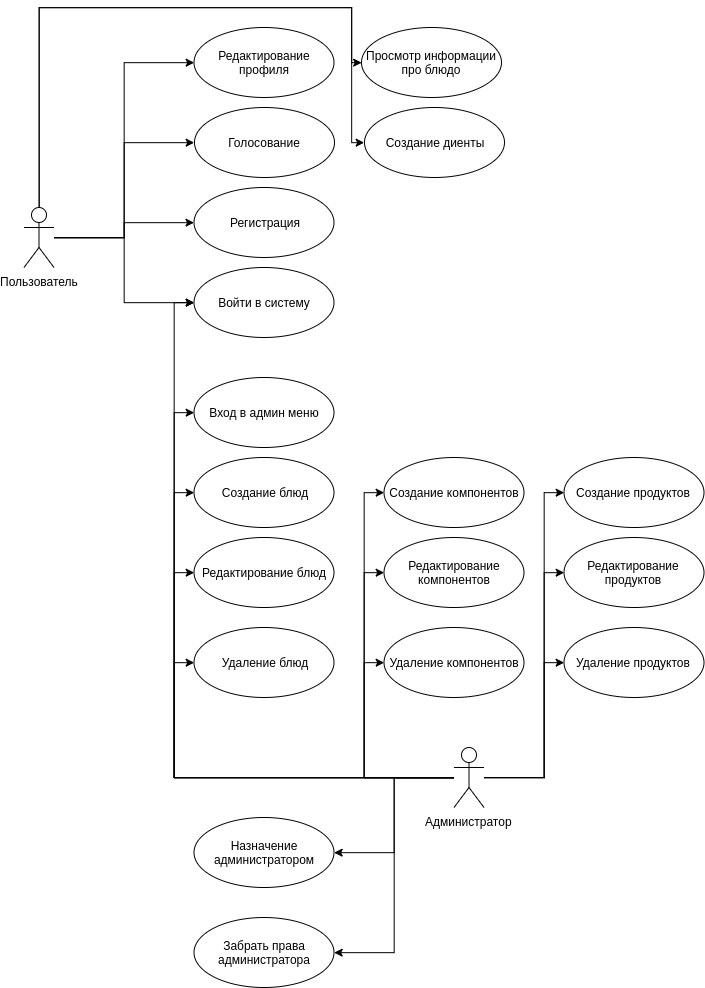 Редактирование
профиля
Просмотр информации
про блюдо
Голосование
Создание диенты
Регистрация
Пользователь
Войти в систему
Вход в админ меню
Создание блюд
Создание компонентов
Создание продуктов
Редактирование блюд
Редактирование
компонентов
Редактирование
продуктов
Удаление блюд
Удаление компонентов
Удаление продуктов
Администратор
Назначение
администратором
Забрать права
администратора